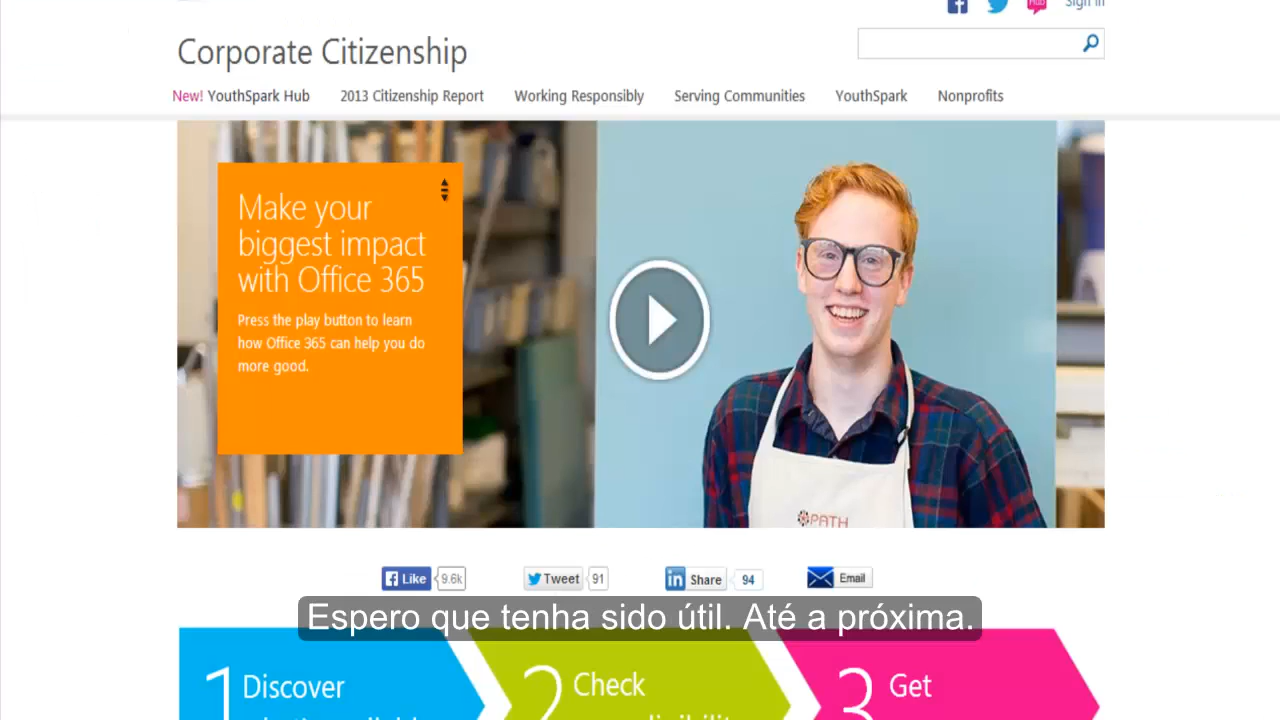 Hub
Sign in
Corporate Citizenship
New! YouthSpark Hub
2013 Citizenship Report
Working Responsibly
Serving Communities
YouthSpark
Nonprofits
Make your
biggest impact
with Office 365
Press the play button to learn
how Office 365 can help you do
more good.
PATH
Like
9.6k
Tweet
91
in Share
94
Email
Espero que tenha sido útil. Até a próxima.
1 Discover
2 Check
3 Get